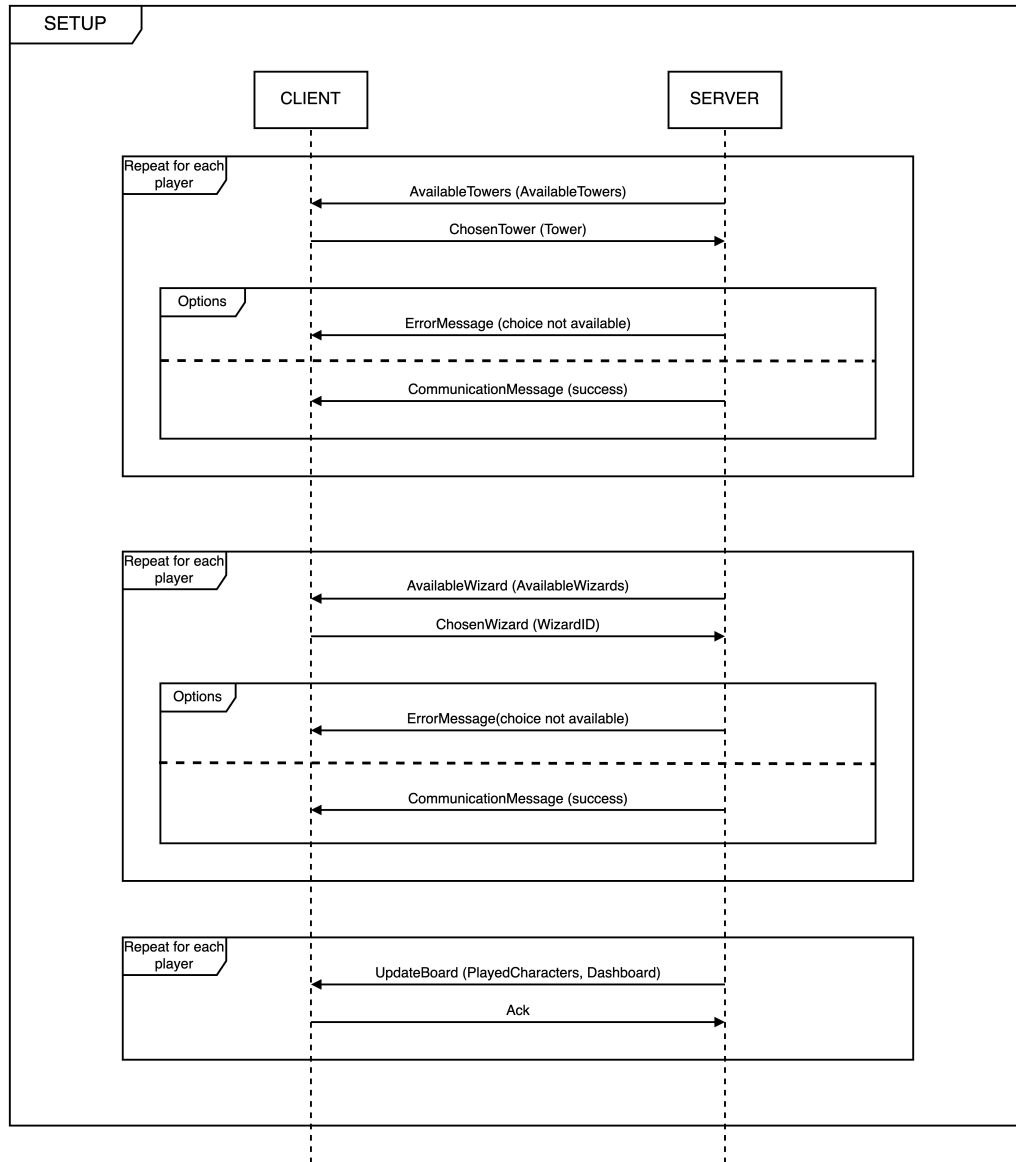 SETUP
CLIENT
SERVER
Repeat for each
player
AvailableTowers (AvailableTowers)
ChosenTower (Tower)
Options
ErrorMessage (choice not available)
CommunicationMessage (success)
Repeat for each
player
AvailableWizard (AvailableWizards)
ChosenWizard (WizardID)
Options
ErrorMessage(choice not available)
CommunicationMessage (success)
Repeat for each
player
UpdateBoard (PlayedCharacters, Dashboard)
Ack